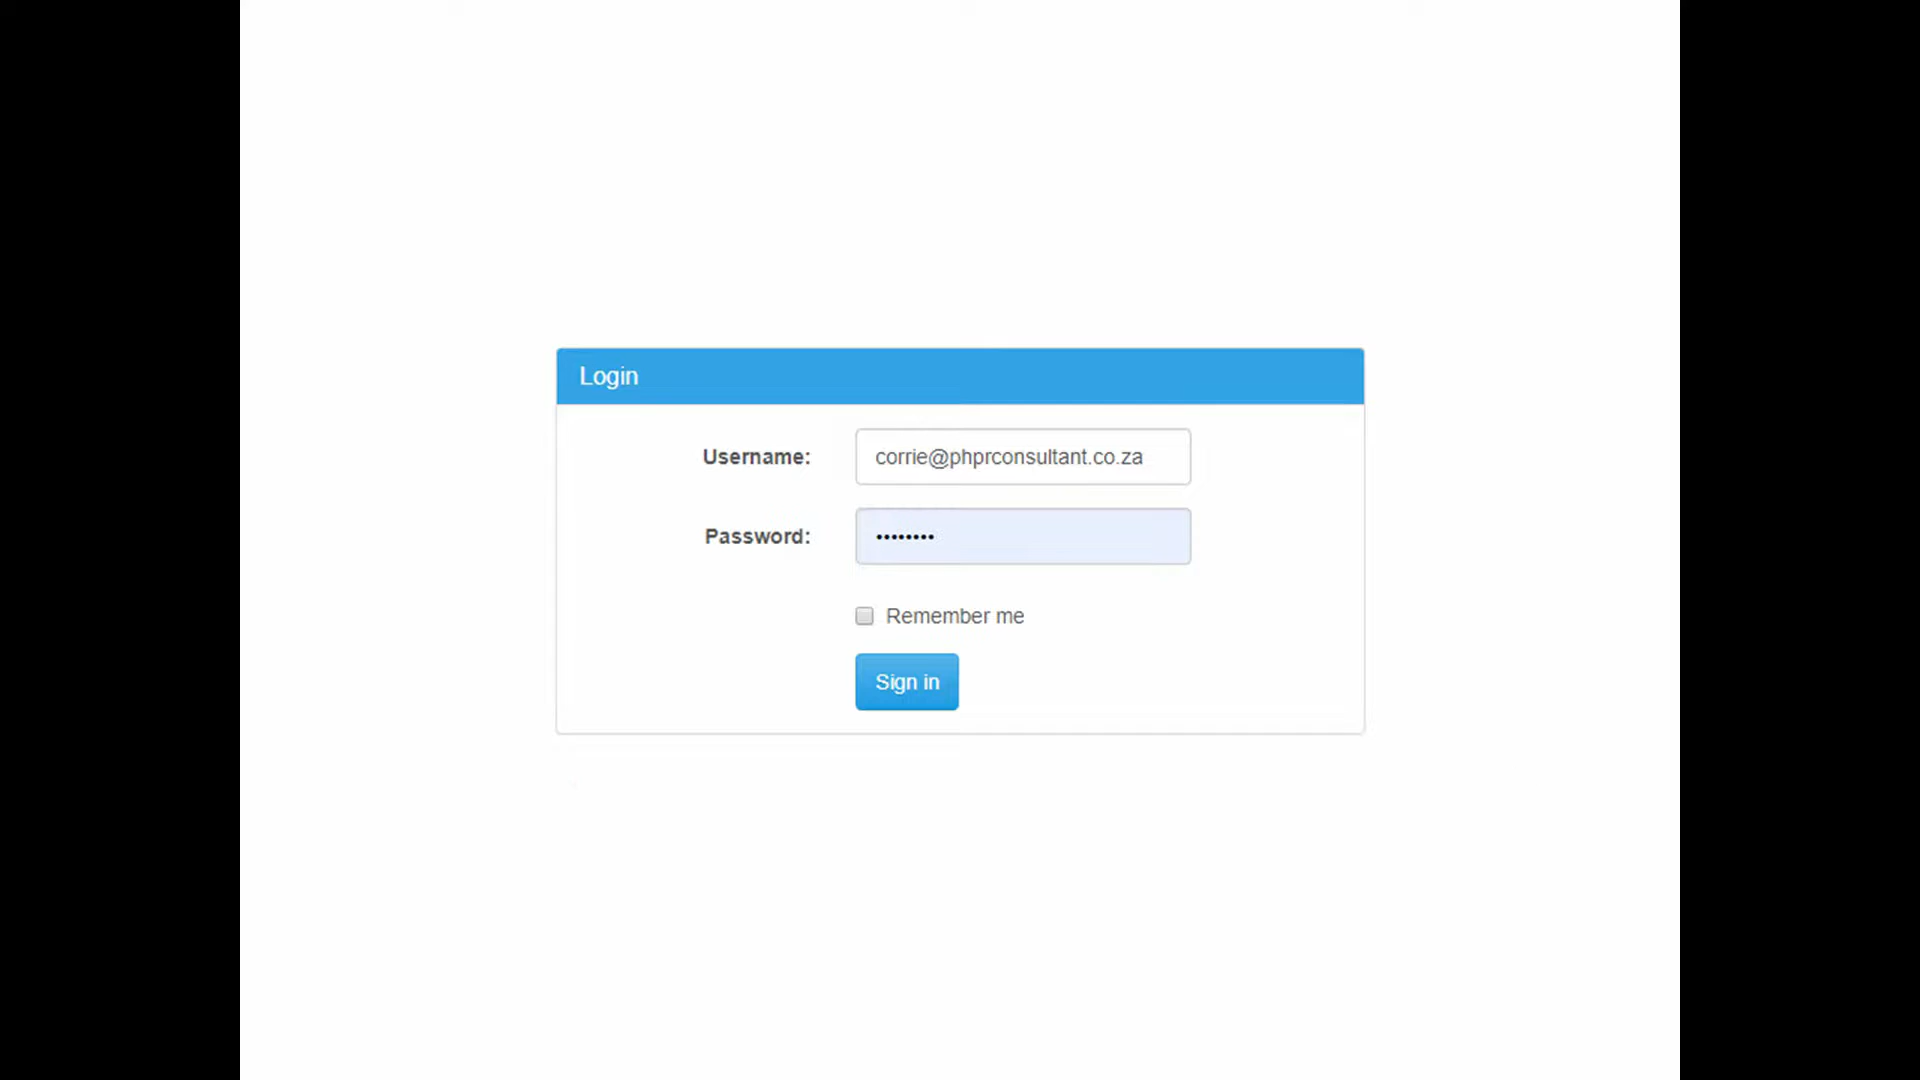 Login
Username: corrie@phprconsultant.co.za
Password: ••••••••
Remember me
Sign in